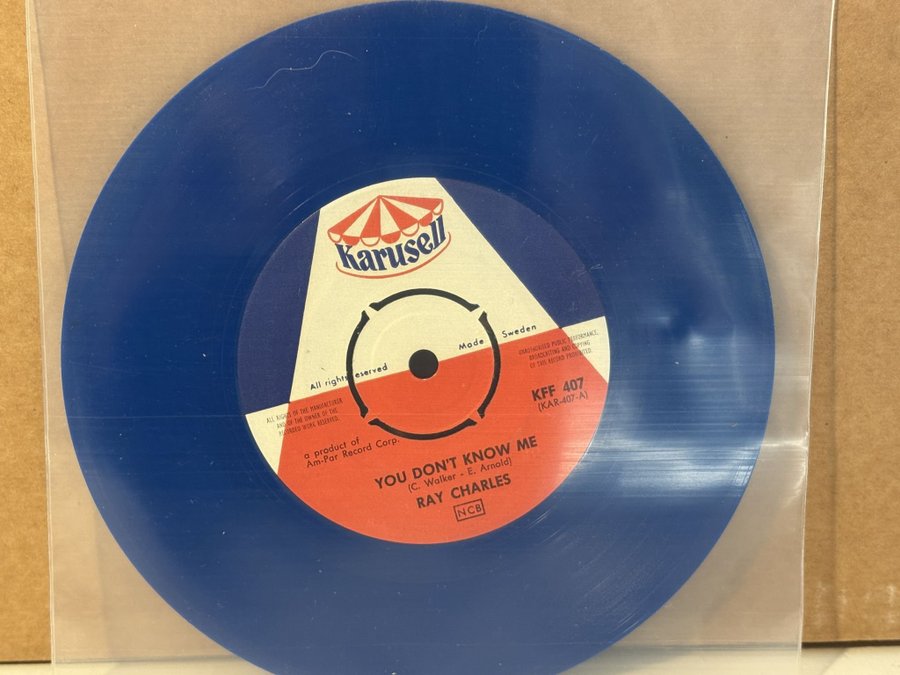 Karusell
All rights reserved
Made
Sweden
UNAUTHORISED PUBLIC PERFORMANCE,
BROADCASTING AND COPYING
OF THIS RECORD PROHIBITED.
ALL RIGHTS OF THE MANUFACTURER
AND OF THE OWNER OF THE
RECORDED WORK RESERVED.
KFF 407
(KAR-407-A)
a product of
Am-Par Record Corp.
YOU DON'T KNOW ME
(C. Walker - E. Arnold)
RAY CHARLES
NCB